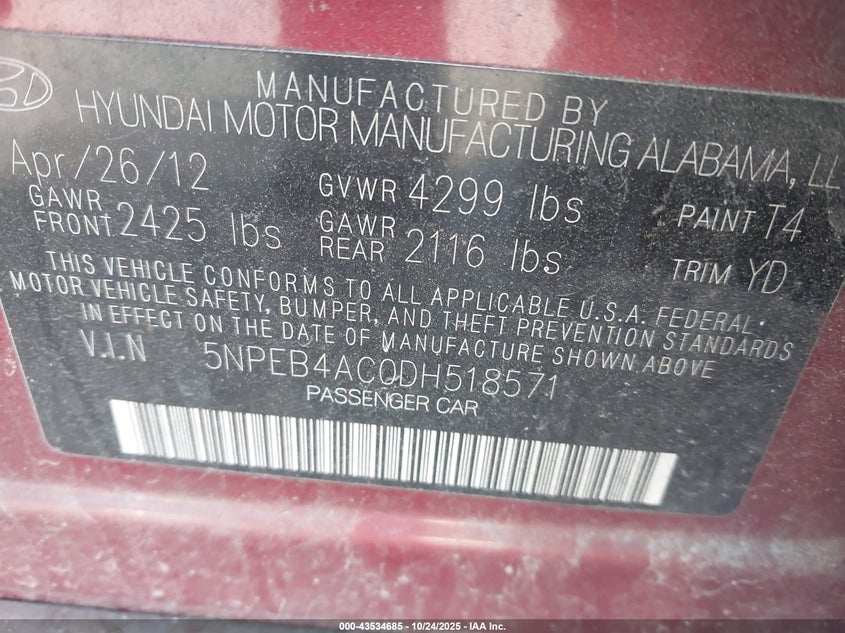 MANUFACTURED BY
HYUNDAI MOTOR MANUFACTURING ALABAMA, LL
Apr/26/12 GVWR 4299 lbs PAINT T4
GAWR FRONT 2425 lbs GAWR REAR 2116 lbs TRIM YD
THIS VEHICLE CONFORMS TO ALL APPLICABLE U.S.A. FEDERAL
MOTOR VEHICLE SAFETY, BUMPER, AND THEFT PREVENTION STANDARDS
IN EFFECT ON THE DATE OF MANUFACTURE SHOWN ABOVE
V.I.N 5NPEB4AC0DH518571
PASSENGER CAR
000-43534685 - 10/24/2025 - IAA Inc.